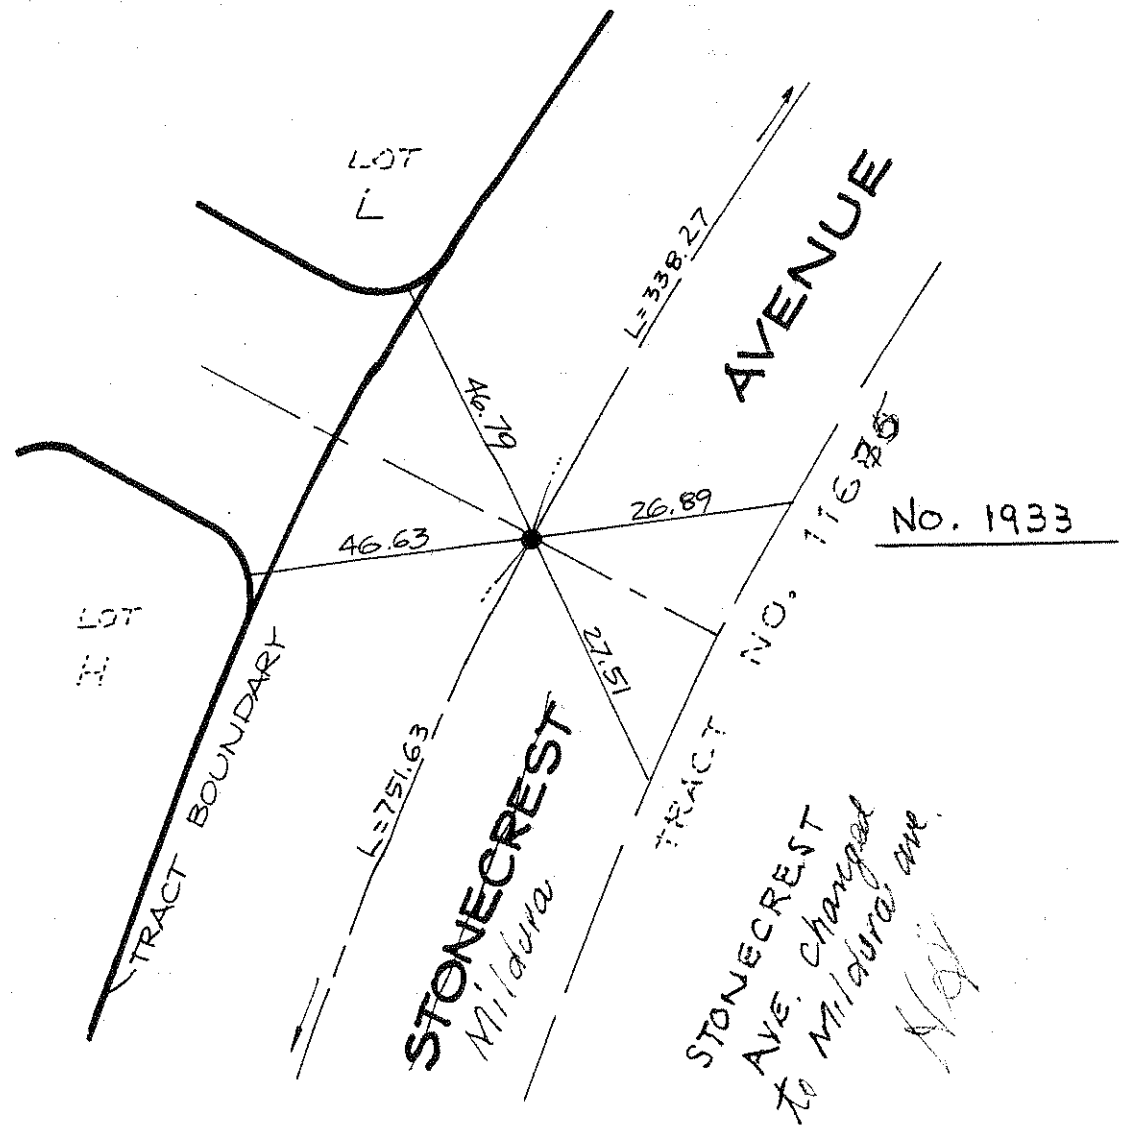 LOT
L
L=338.27
AVENUE
46.79
26.89
46.63
No. 1933
LOT
H
27.51
TRACT BOUNDARY
L=751.63
STONECREST
Mildura
TRACT NO.
STONECREST
AVE. changed
to Mildura ave.